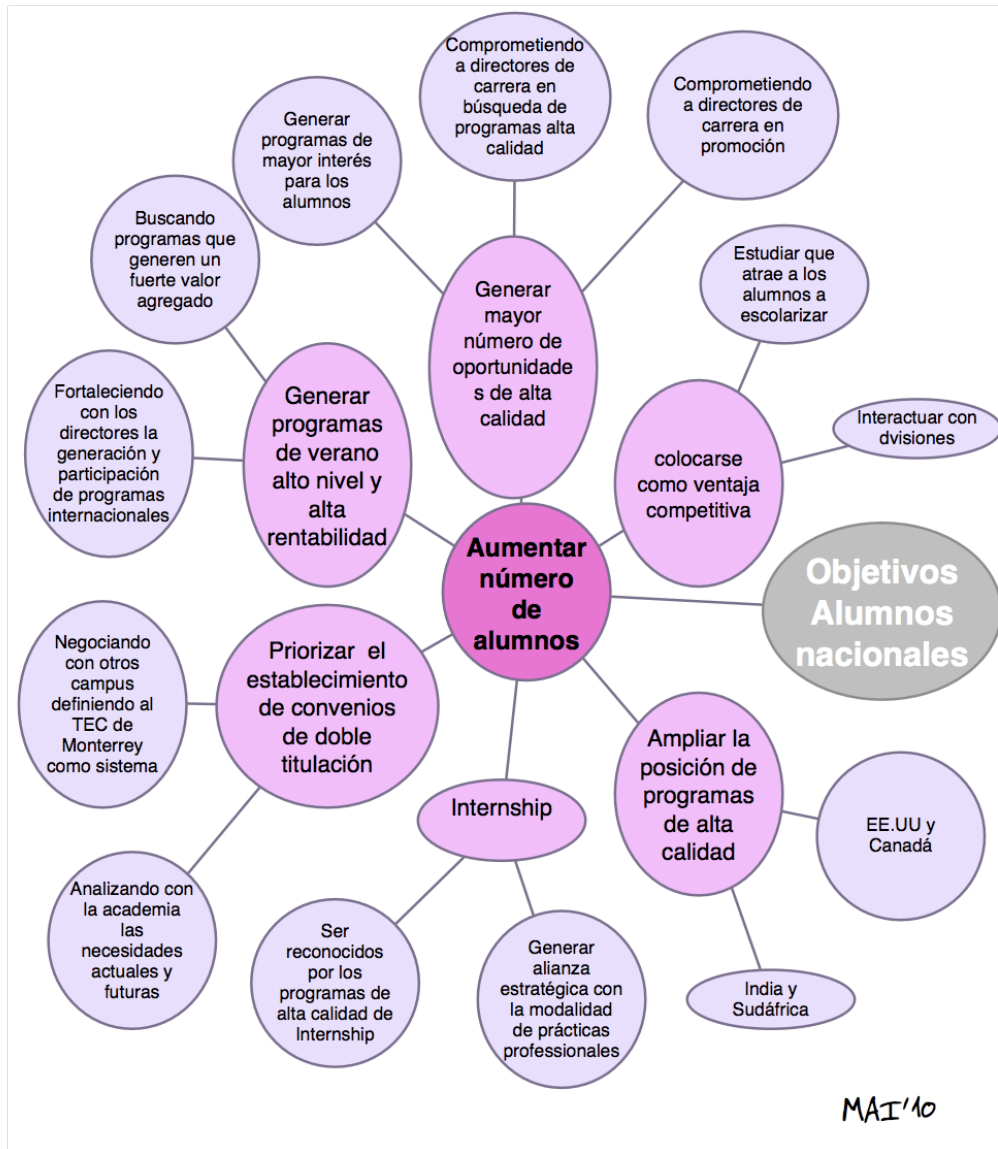 Comprometiendo
a directores de
carrera en
búsqueda de
programas alta
calidad
Comprometiendo
a directores de
carrera en
promoción
Generar
programas de
mayor interés
para los
alumnos
Buscando
programas que
generen un
fuerte valor
agregado
Estudiar que
atrae a los
alumnos a
escolarizar
Generar
mayor
número de
oportunidade
s de alta
calidad
Fortaleciendo
con los
directores la
generación y
participación
de programas
internacionales
Generar
programas
de verano
alto nivel y
alta
rentabilidad
Interactuar con
dvisiones
colocarse
como ventaja
competitiva
Aumentar
número
de
alumnos
Objetivos
Alumnos
nacionales
Negociando
con otros
campus
definiendo al
TEC de
Monterrey
como sistema
Priorizar el
establecimiento
de convenios
de doble
titulación
Ampliar la
posición de
programas
de alta
calidad
Internship
EE.UU y
Canadá
Analizando con
la academia
las
necesidades
actuales y
futuras
Ser
reconocidos
por los
programas de
alta calidad de
Internship
Generar
alianza
estratégica con
la modalidad
de prácticas
professionales
India y
Sudáfrica
MAI'10